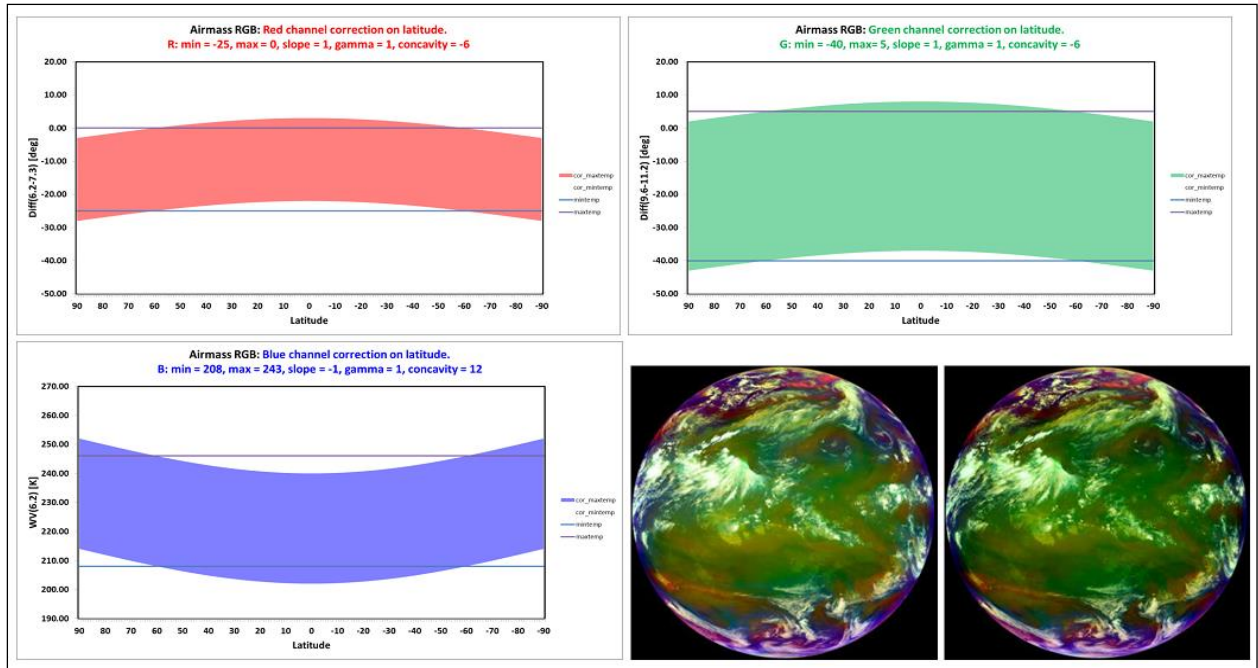 Airmass RGB: Red channel correction on latitude.
R: min = -25, max= 0, slope = 1, gamma = 1, concavity = -6
20.00
10.00
0.00
-10.00
-20.00
-30.00
-40.00
-50.00
Diff(6.2-7.3) [deg]
90 80 70 60 50 40 30 20 10 0 -10 -20 -30 -40 -50 -60 -70 -80 -90
Latitude
cor_maxtemp
cor_mintemp
mintemp
maxtemp
Airmass RGB: Green channel correction on latitude.
G: min = -40, max= 5, slope = 1, gamma = 1, concavity = -6
20.00
10.00
0.00
-10.00
-20.00
-30.00
-40.00
-50.00
Diff(9.6-11.2) [deg]
90 80 70 60 50 40 30 20 10 0 -10 -20 -30 -40 -50 -60 -70 -80 -90
Latitude
cor_maxtemp
cor_mintemp
mintemp
maxtemp
Airmass RGB: Blue channel correction on latitude.
B: min = 208, max = 243, slope = -1, gamma = 1, concavity = 12
270.00
260.00
250.00
240.00
230.00
220.00
210.00
200.00
190.00
WV(6.2) [K]
90 80 70 60 50 40 30 20 10 0 -10 -20 -30 -40 -50 -60 -70 -80 -90
Latitude
cor_maxtemp
cor_mintemp
mintemp
maxtemp